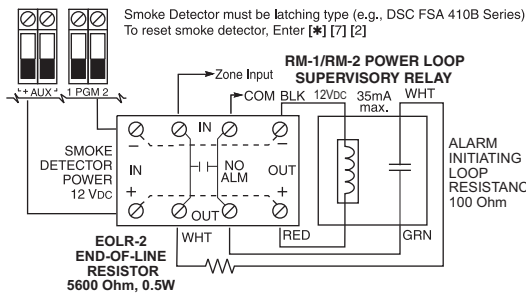 Smoke Detector must be latching type (e.g., DSC FSA 410B Series)
To reset smoke detector, Enter [✱] [7] [2]
RM-1/RM-2 POWER LOOP
SUPERVISORY RELAY
Zone Input
COM BLK 12VDC 35mA WHT
max.
- + AUX 1 PGM 2
IN
SMOKE
DETECTOR
POWER
12 VDC
- -
IN NO OUT
ALM
+ +
OUT
ALARM
INITIATING
LOOP
RESISTANC
100 Ohm
WHT RED GRN
EOLR-2
END-OF-LINE
RESISTOR
5600 Ohm, 0.5W